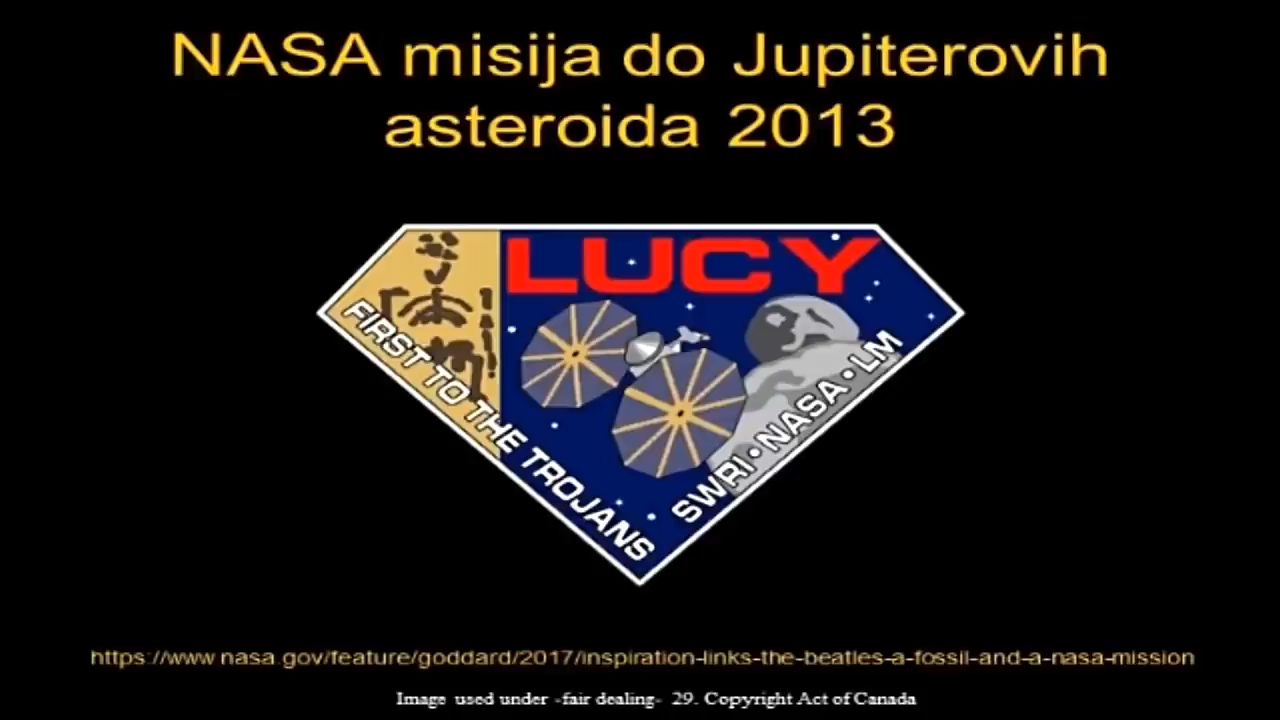 NASA misija do Jupiterovih
asteroida 2013
LUCY
FIRST TO THE TROJANS
SWRI • NASA • LM
https://www.nasa.gov/feature/goddard/2017/inspiration-links-the-beatles-a-fossil-and-a-nasa-mission
Image used under -fair dealing- 29. Copyright Act of Canada